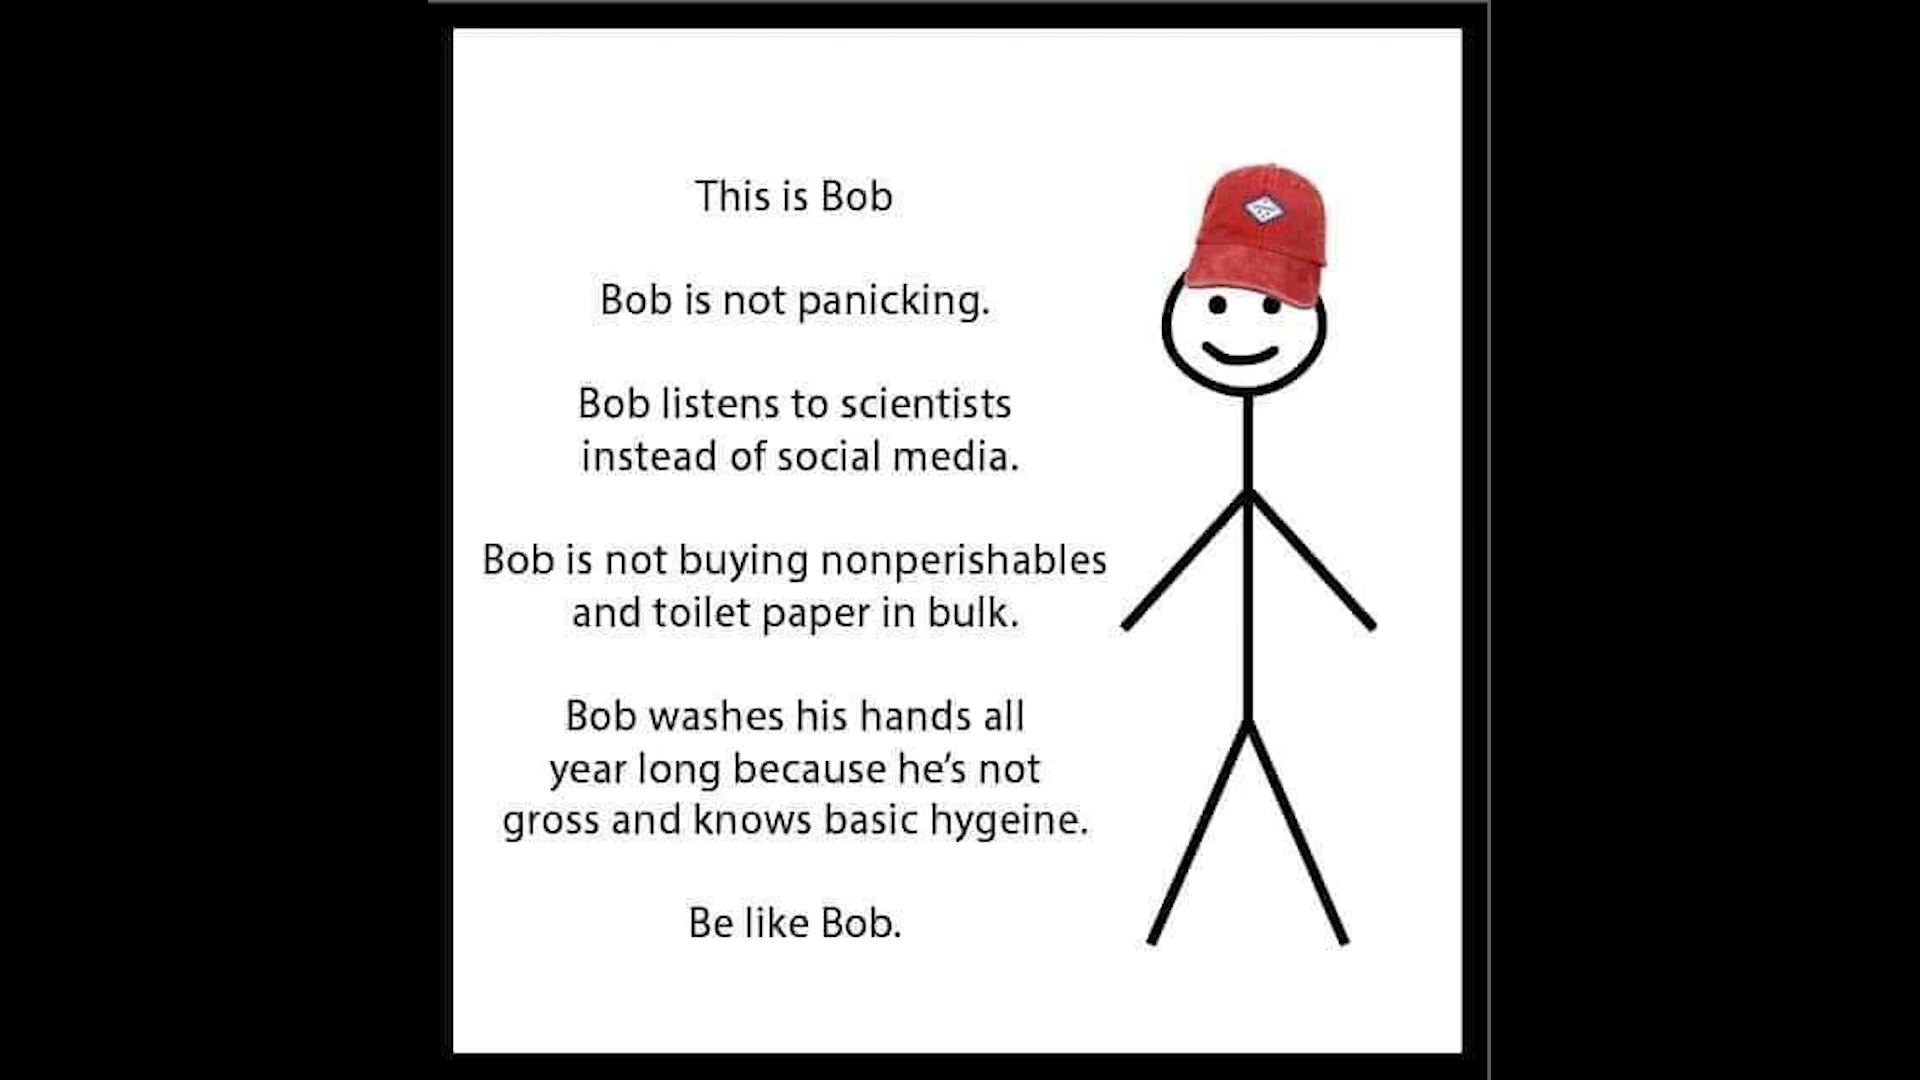 This is Bob
Bob is not panicking.
Bob listens to scientists
instead of social media.
Bob is not buying nonperishables
and toilet paper in bulk.
Bob washes his hands all
year long because he’s not
gross and knows basic hygeine.
Be like Bob.